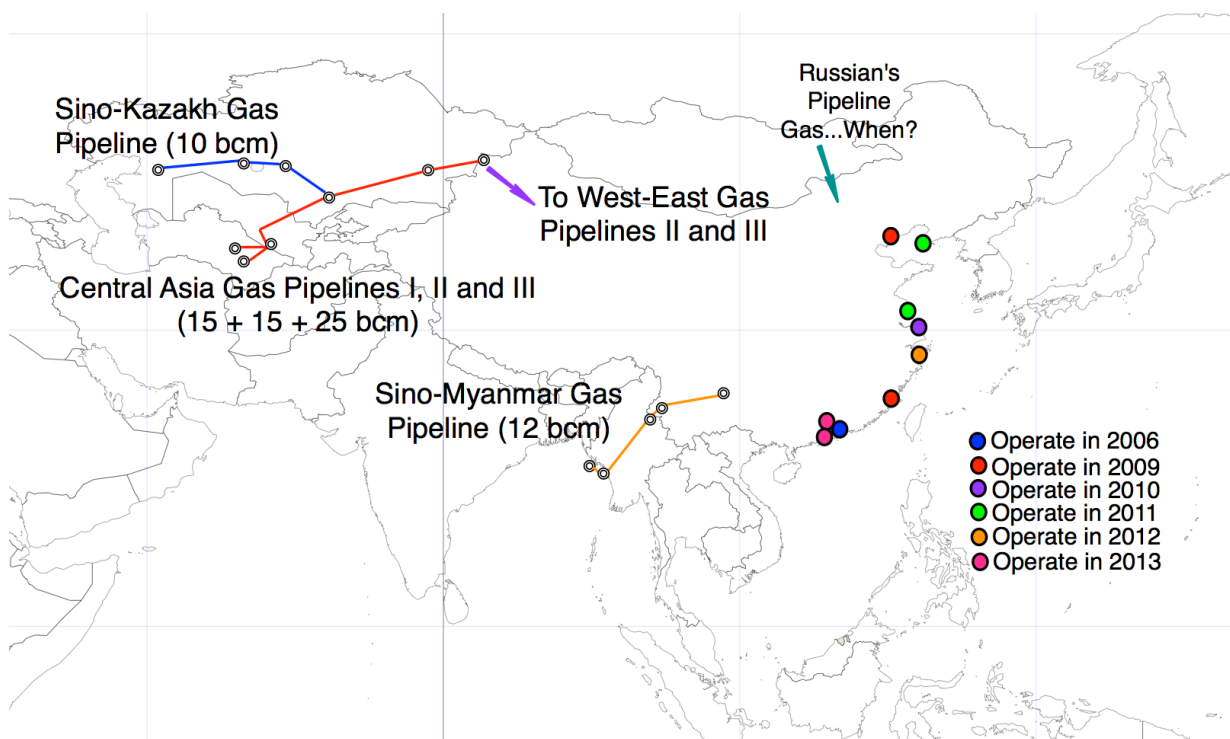 Russian's
Pipeline
Gas...When?
Sino-Kazakh Gas
Pipeline (10 bcm)
To West-East Gas
Pipelines II and III
Central Asia Gas Pipelines I, II and III
(15 + 15 + 25 bcm)
Sino-Myanmar Gas
Pipeline (12 bcm)
Operate in 2006
Operate in 2009
Operate in 2010
Operate in 2011
Operate in 2012
Operate in 2013